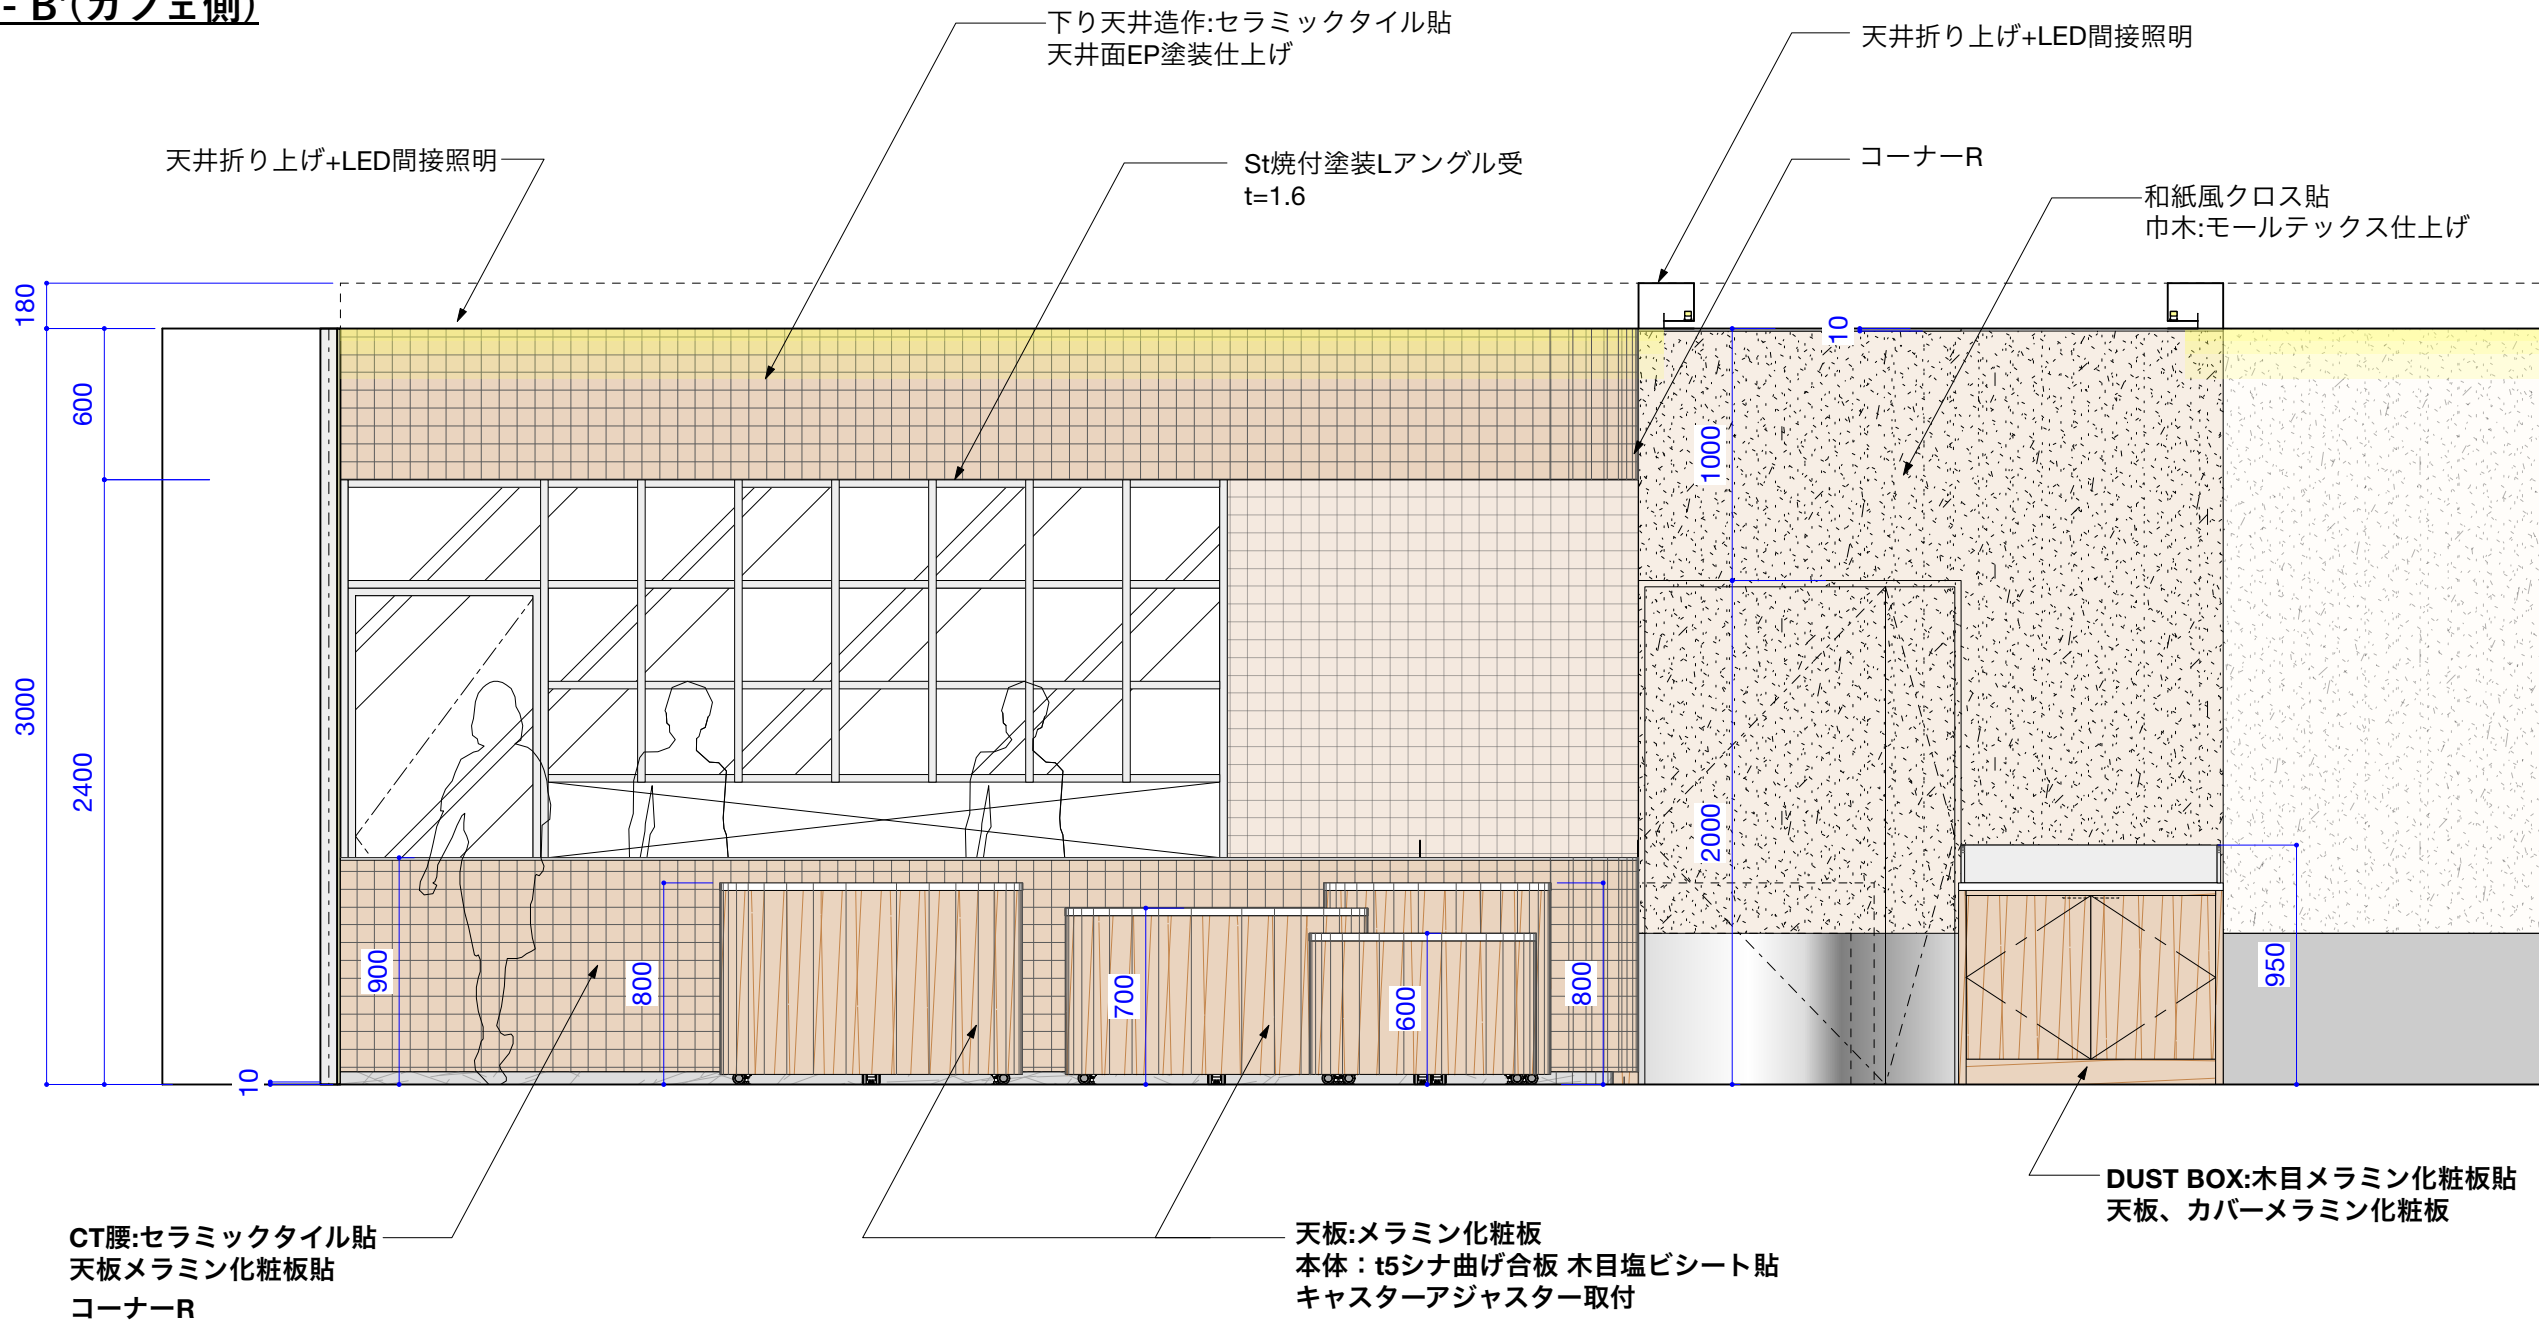 - B'(カフェ側)
下り天井造作:セラミックタイル貼
天井面EP塗装仕上げ
天井折り上げ+LED間接照明
天井折り上げ+LED間接照明
St焼付塗装Lアングル受
t=1.6
コーナーR
和紙風クロス貼
巾木:モールテックス仕上げ
180
600
3000
2400
10
900
800
700
600
800
10
1000
2000
950
CT腰:セラミックタイル貼
天板メラミン化粧板貼
コーナーR
天板:メラミン化粧板
本体：t5シナ曲げ合板 木目塩ビシート貼
キャスターアジャスター取付
DUST BOX:木目メラミン化粧板貼
天板、カバーメラミン化粧板